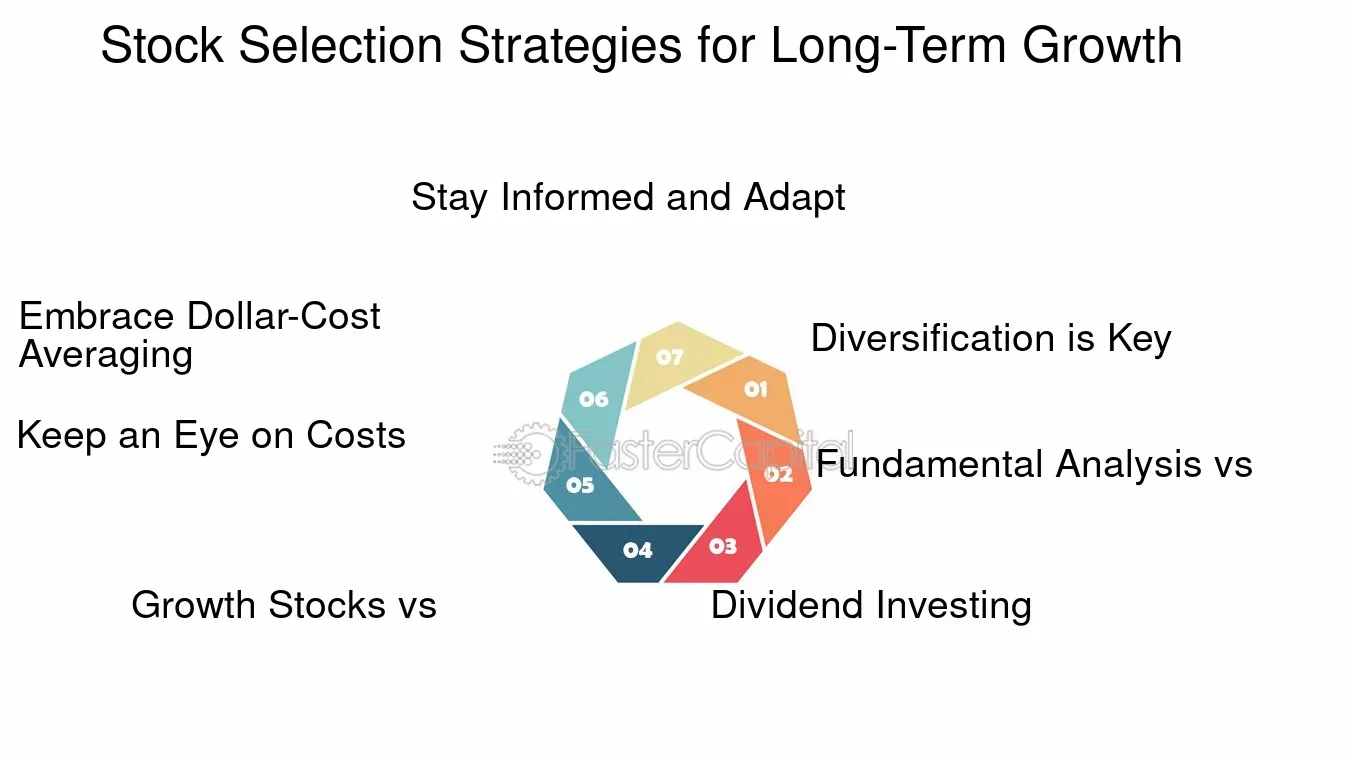 Stock Selection Strategies for Long-Term Growth
Stay Informed and Adapt
Embrace Dollar-Cost
Averaging
Diversification is Key
07
01
06
Keep an Eye on Costs
FasterCapital
Fundamental Analysis vs
02
05
04
03
Growth Stocks vs
Dividend Investing